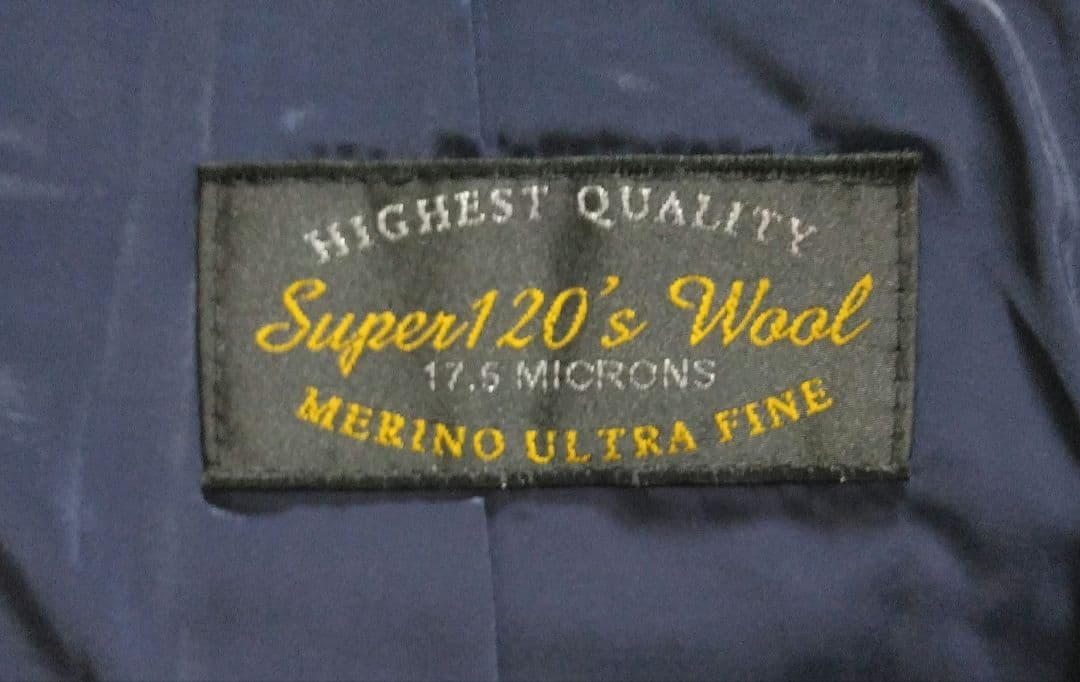 HIGHEST QUALITY
Super120's Wool
17.5 MICRONS
MERINO ULTRA FINE